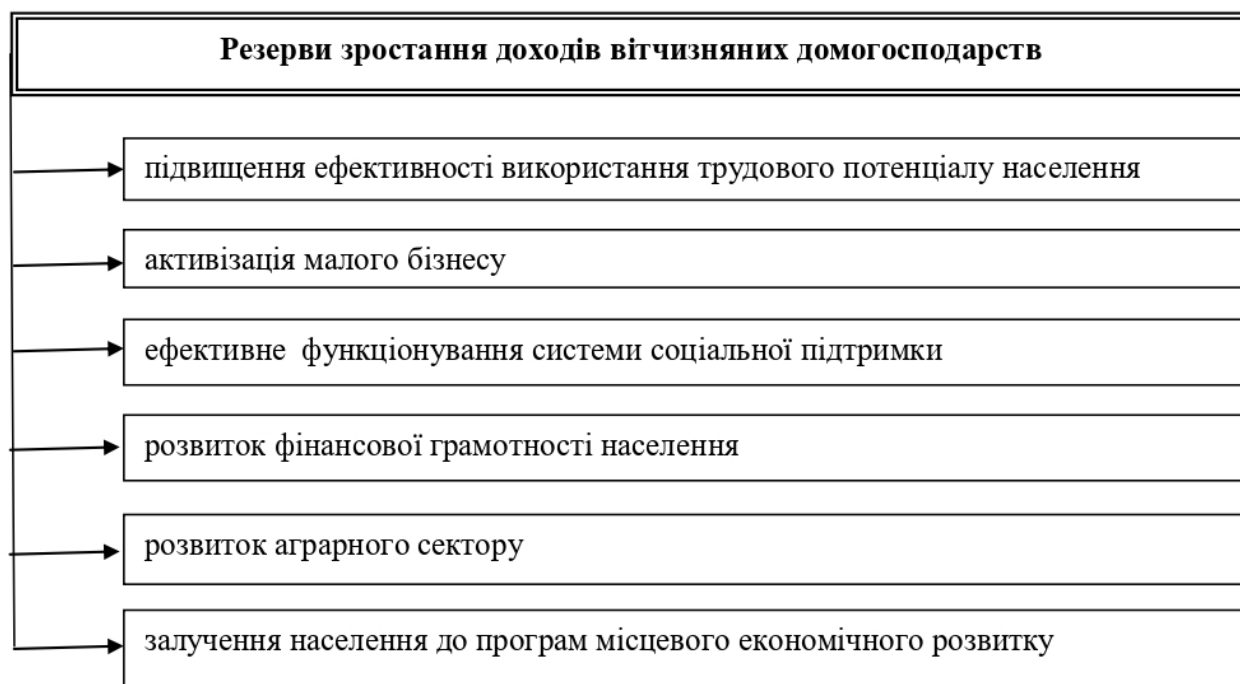 Резерви зростання доходів вітчизняних домогосподарств
підвищення ефективності використання трудового потенціалу населення
активізація малого бізнесу
ефективне функціонування системи соціальної підтримки
розвиток фінансової грамотності населення
розвиток аграрного сектору
залучення населення до програм місцевого економічного розвитку